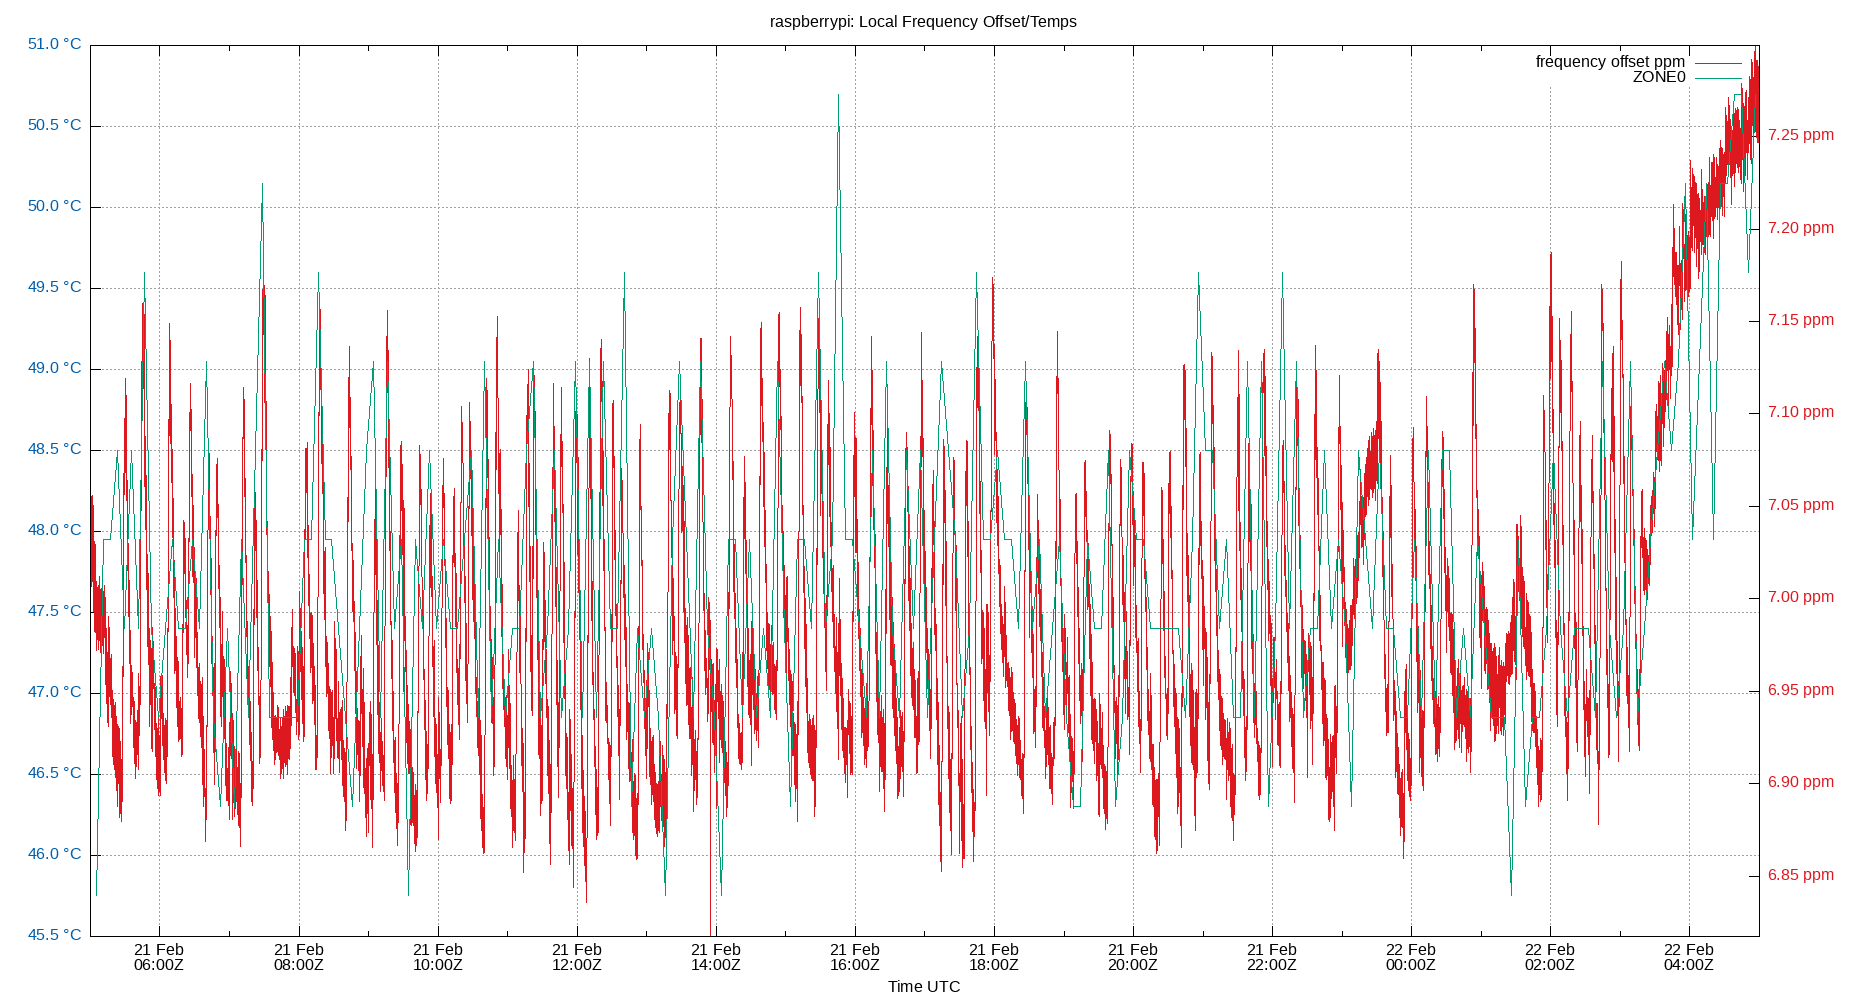 raspberrypi: Local Frequency Offset/Temps
51.0 °C
50.5 °C
50.0 °C
49.5 °C
49.0 °C
48.5 °C
48.0 °C
47.5 °C
47.0 °C
46.5 °C
46.0 °C
45.5 °C
frequency offset ppm
ZONE0
7.25 ppm
7.20 ppm
7.15 ppm
7.10 ppm
7.05 ppm
7.00 ppm
6.95 ppm
6.90 ppm
6.85 ppm
21 Feb 21 Feb 21 Feb 21 Feb 21 Feb 21 Feb 21 Feb 21 Feb 21 Feb 22 Feb 22 Feb 22 Feb
06:00Z 08:00Z 10:00Z 12:00Z 14:00Z 16:00Z 18:00Z 20:00Z 22:00Z 00:00Z 02:00Z 04:00Z
Time UTC